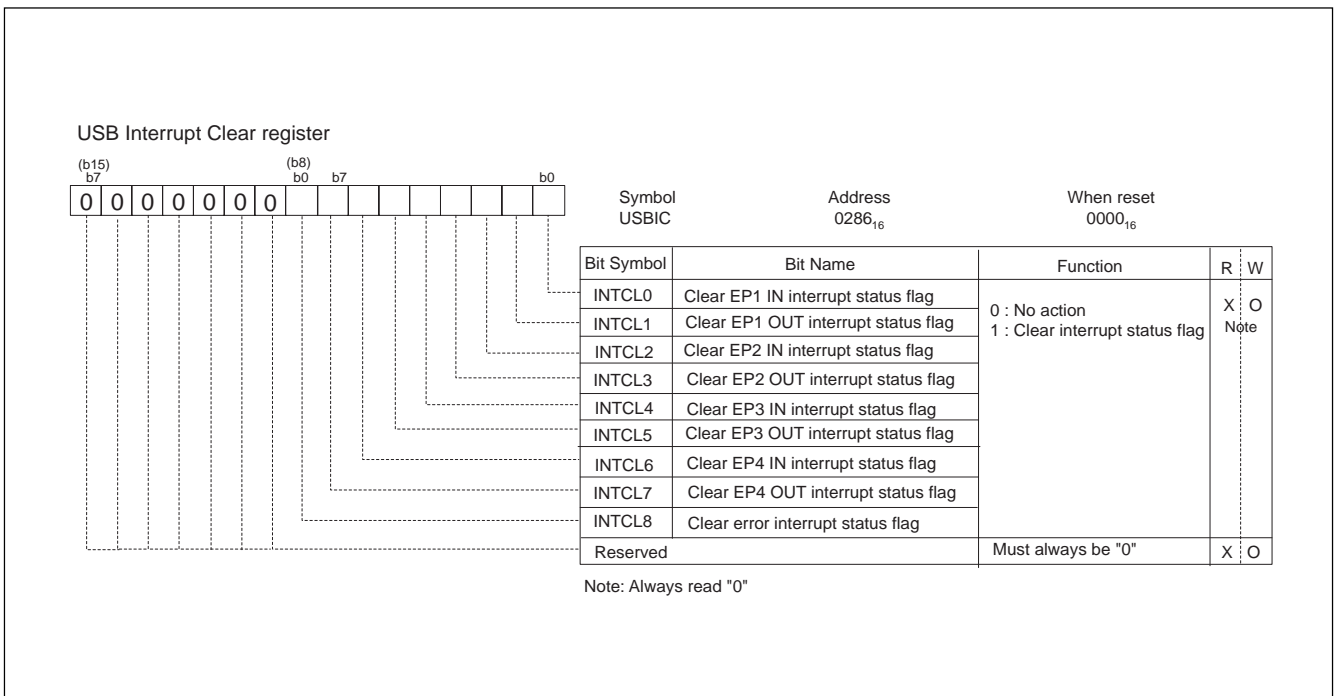 USB Interrupt Clear register
(b15) (b8)
b7 b0 b7 b0
0 0 0 0 0 0 0
Symbol Address When reset
USBIC 0286₁₆ 0000₁₆
Bit Symbol Bit Name Function R W
INTCL0 Clear EP1 IN interrupt status flag 0 : No action X O
INTCL1 Clear EP1 OUT interrupt status flag 1 : Clear interrupt status flag Note
INTCL2 Clear EP2 IN interrupt status flag
INTCL3 Clear EP2 OUT interrupt status flag
INTCL4 Clear EP3 IN interrupt status flag
INTCL5 Clear EP3 OUT interrupt status flag
INTCL6 Clear EP4 IN interrupt status flag
INTCL7 Clear EP4 OUT interrupt status flag
INTCL8 Clear error interrupt status flag
Reserved Must always be "0" X O
Note: Always read "0"